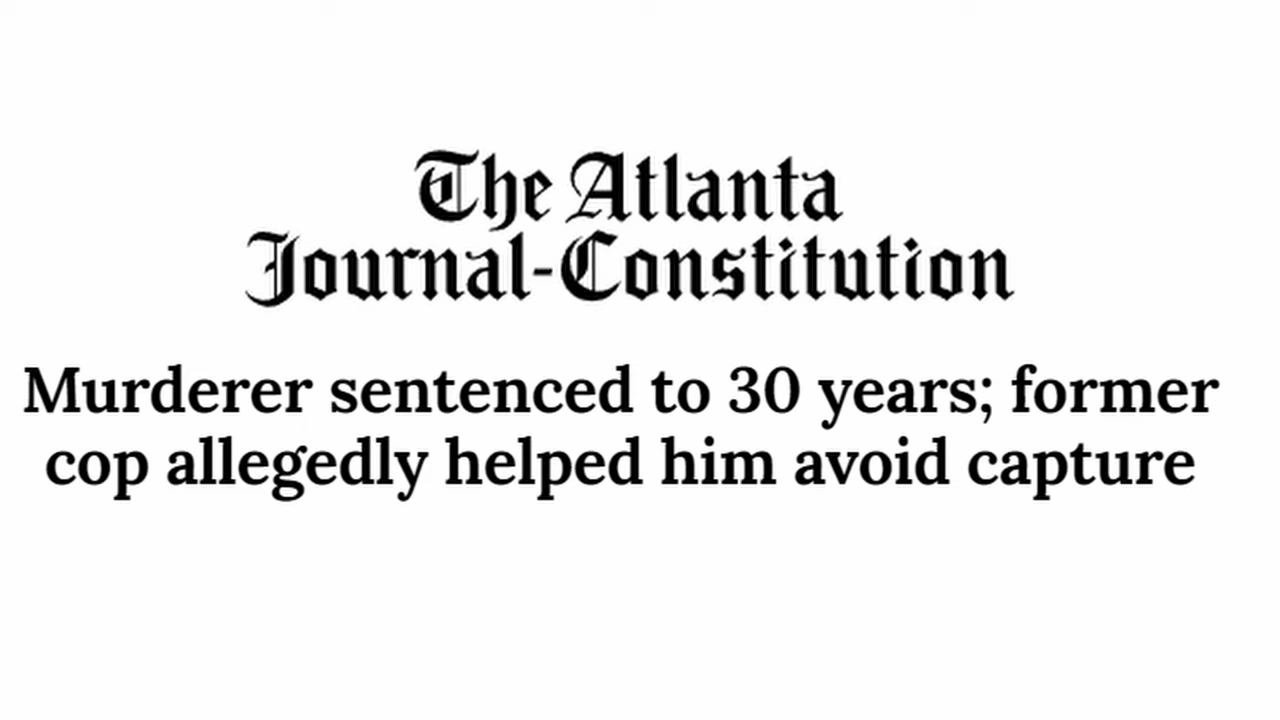 The Atlanta
Journal-Constitution
Murderer sentenced to 30 years; former
cop allegedly helped him avoid capture